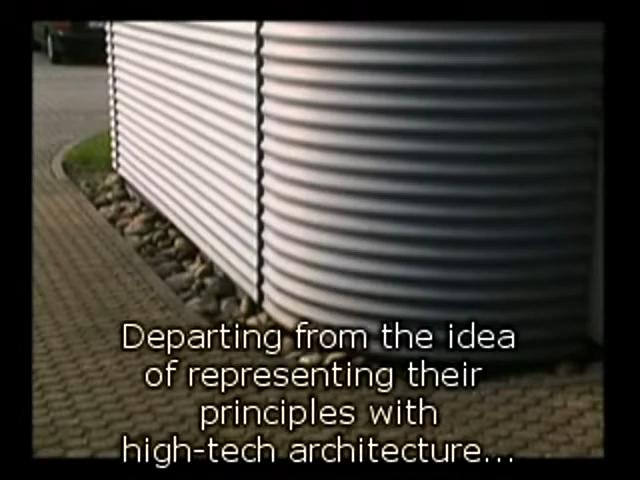 Departing from the idea
of representing their
principles with
high-tech architecture...